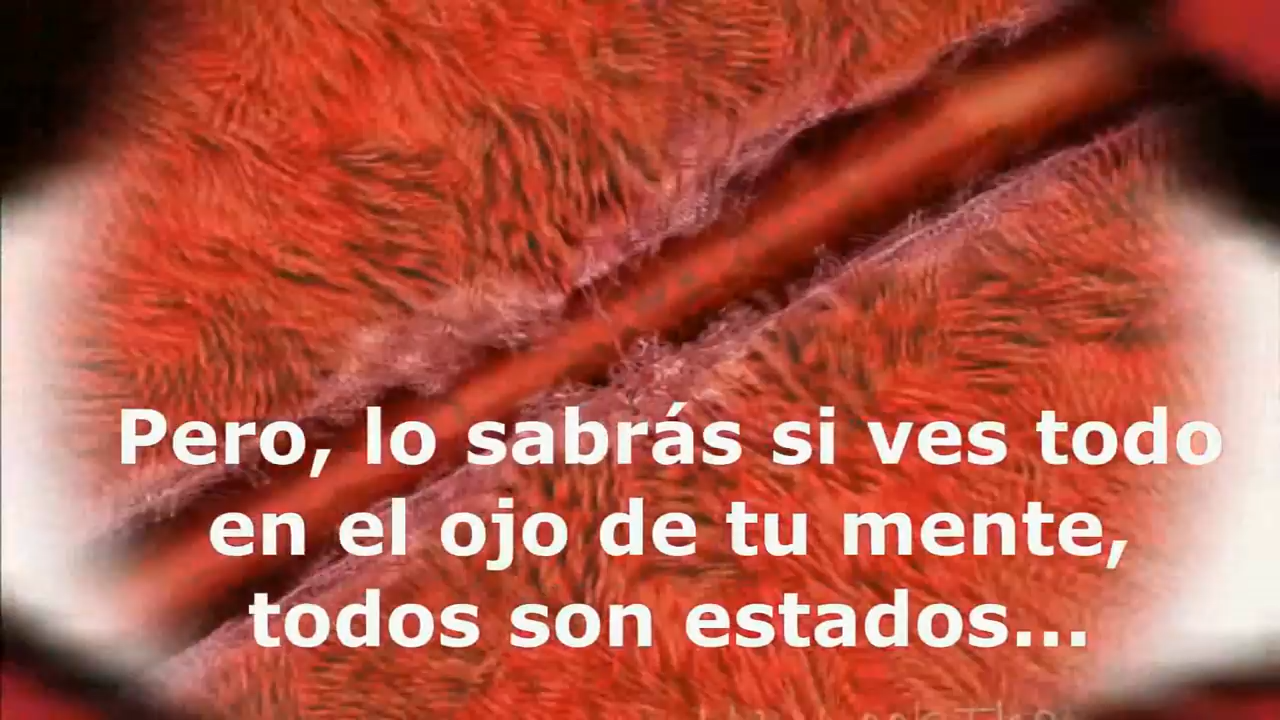 Pero, lo sabrás si ves todo
en el ojo de tu mente,
todos son estados...